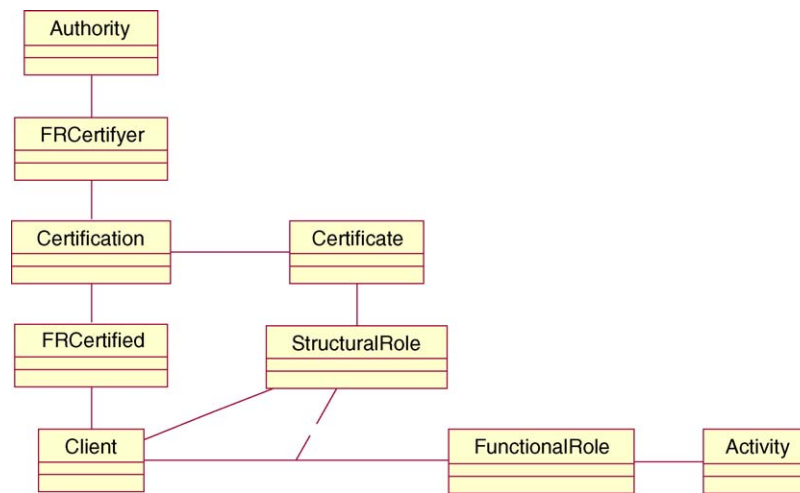 Authority
FRCertifyer
Certification
Certificate
FRCertified
StructuralRole
Client
FunctionalRole
Activity